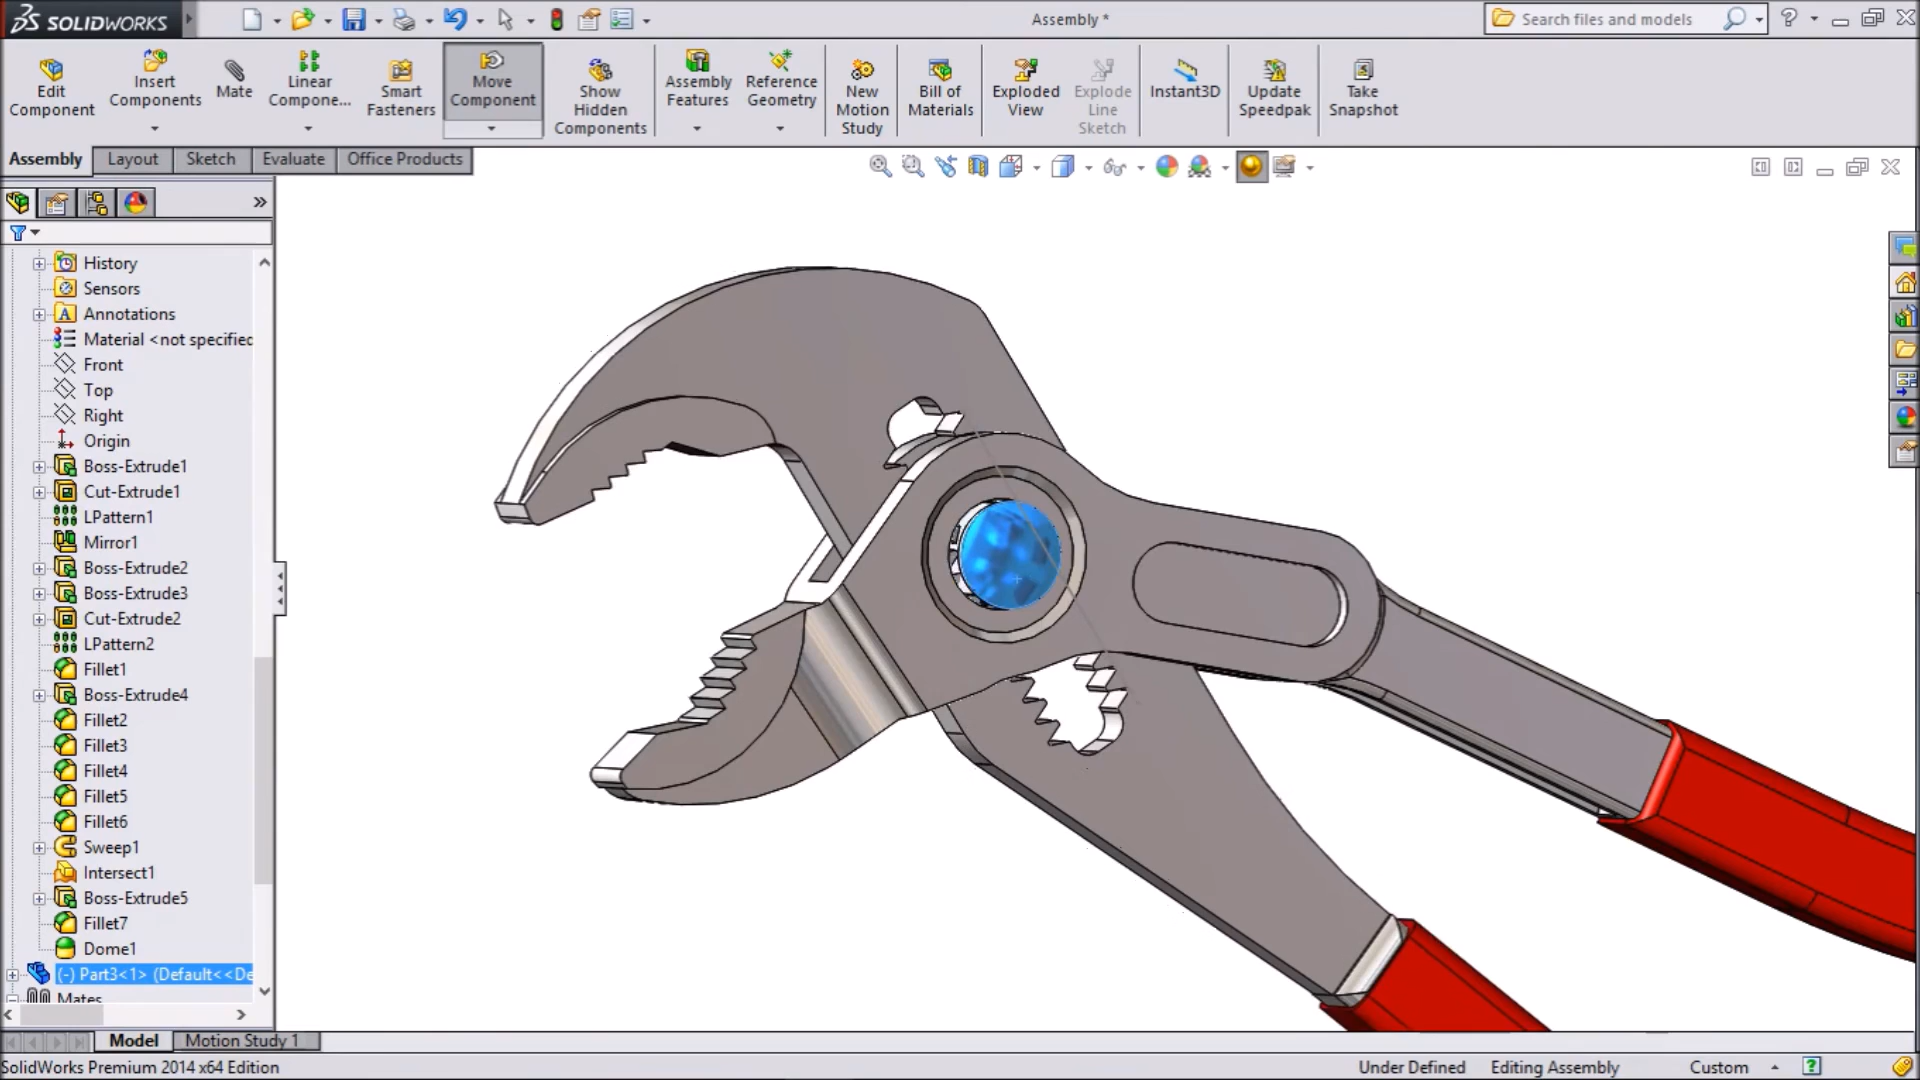 SOLIDWORKS
Assembly *
Search files and models
Edit Component
Insert Components
Mate
Linear Compone...
Smart Fasteners
Move Component
Show Hidden Components
Assembly Features
Reference Geometry
New Motion Study
Bill of Materials
Exploded View
Explode Line Sketch
Instant3D
Update Speedpak
Take Snapshot
Assembly
Layout
Sketch
Evaluate
Office Products
History
Sensors
Annotations
Material <not specified
Front
Top
Right
Origin
Boss-Extrude1
Cut-Extrude1
LPattern1
Mirror1
Boss-Extrude2
Boss-Extrude3
Cut-Extrude2
LPattern2
Fillet1
Boss-Extrude4
Fillet2
Fillet3
Fillet4
Fillet5
Fillet6
Sweep1
Intersect1
Boss-Extrude5
Fillet7
Dome1
(-) Part3<1> (Default<<De
Mates
Model
Motion Study 1
SolidWorks Premium 2014 x64 Edition
Under Defined
Editing Assembly
Custom